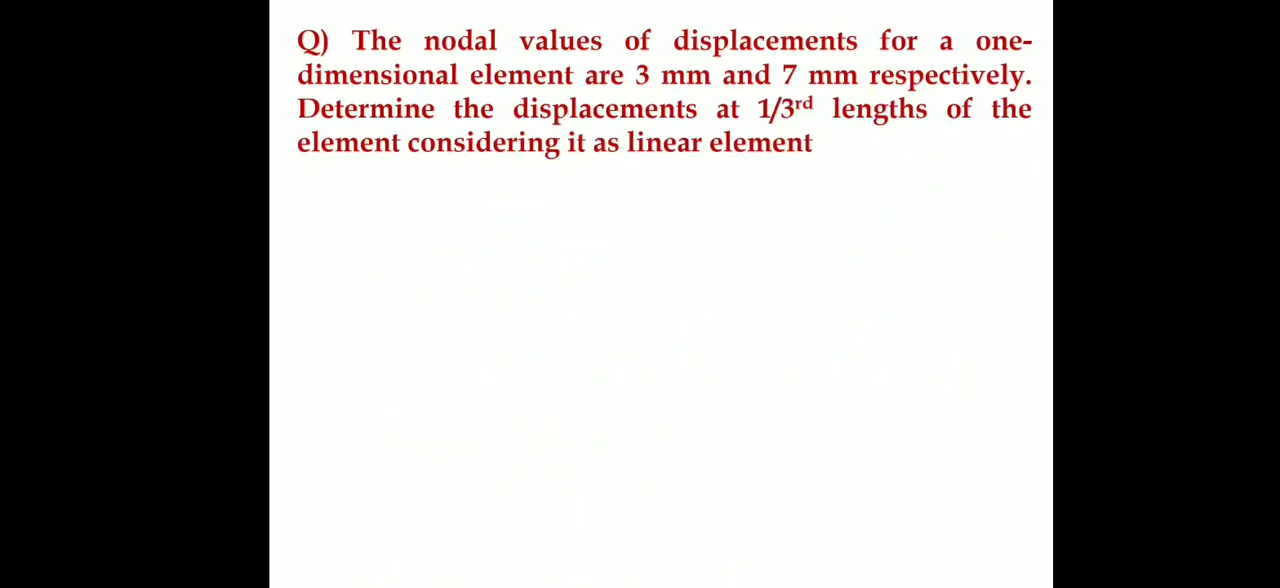 Q) The nodal values of displacements for a one-
dimensional element are 3 mm and 7 mm respectively.
Determine the displacements at 1/3rd lengths of the
element considering it as linear element